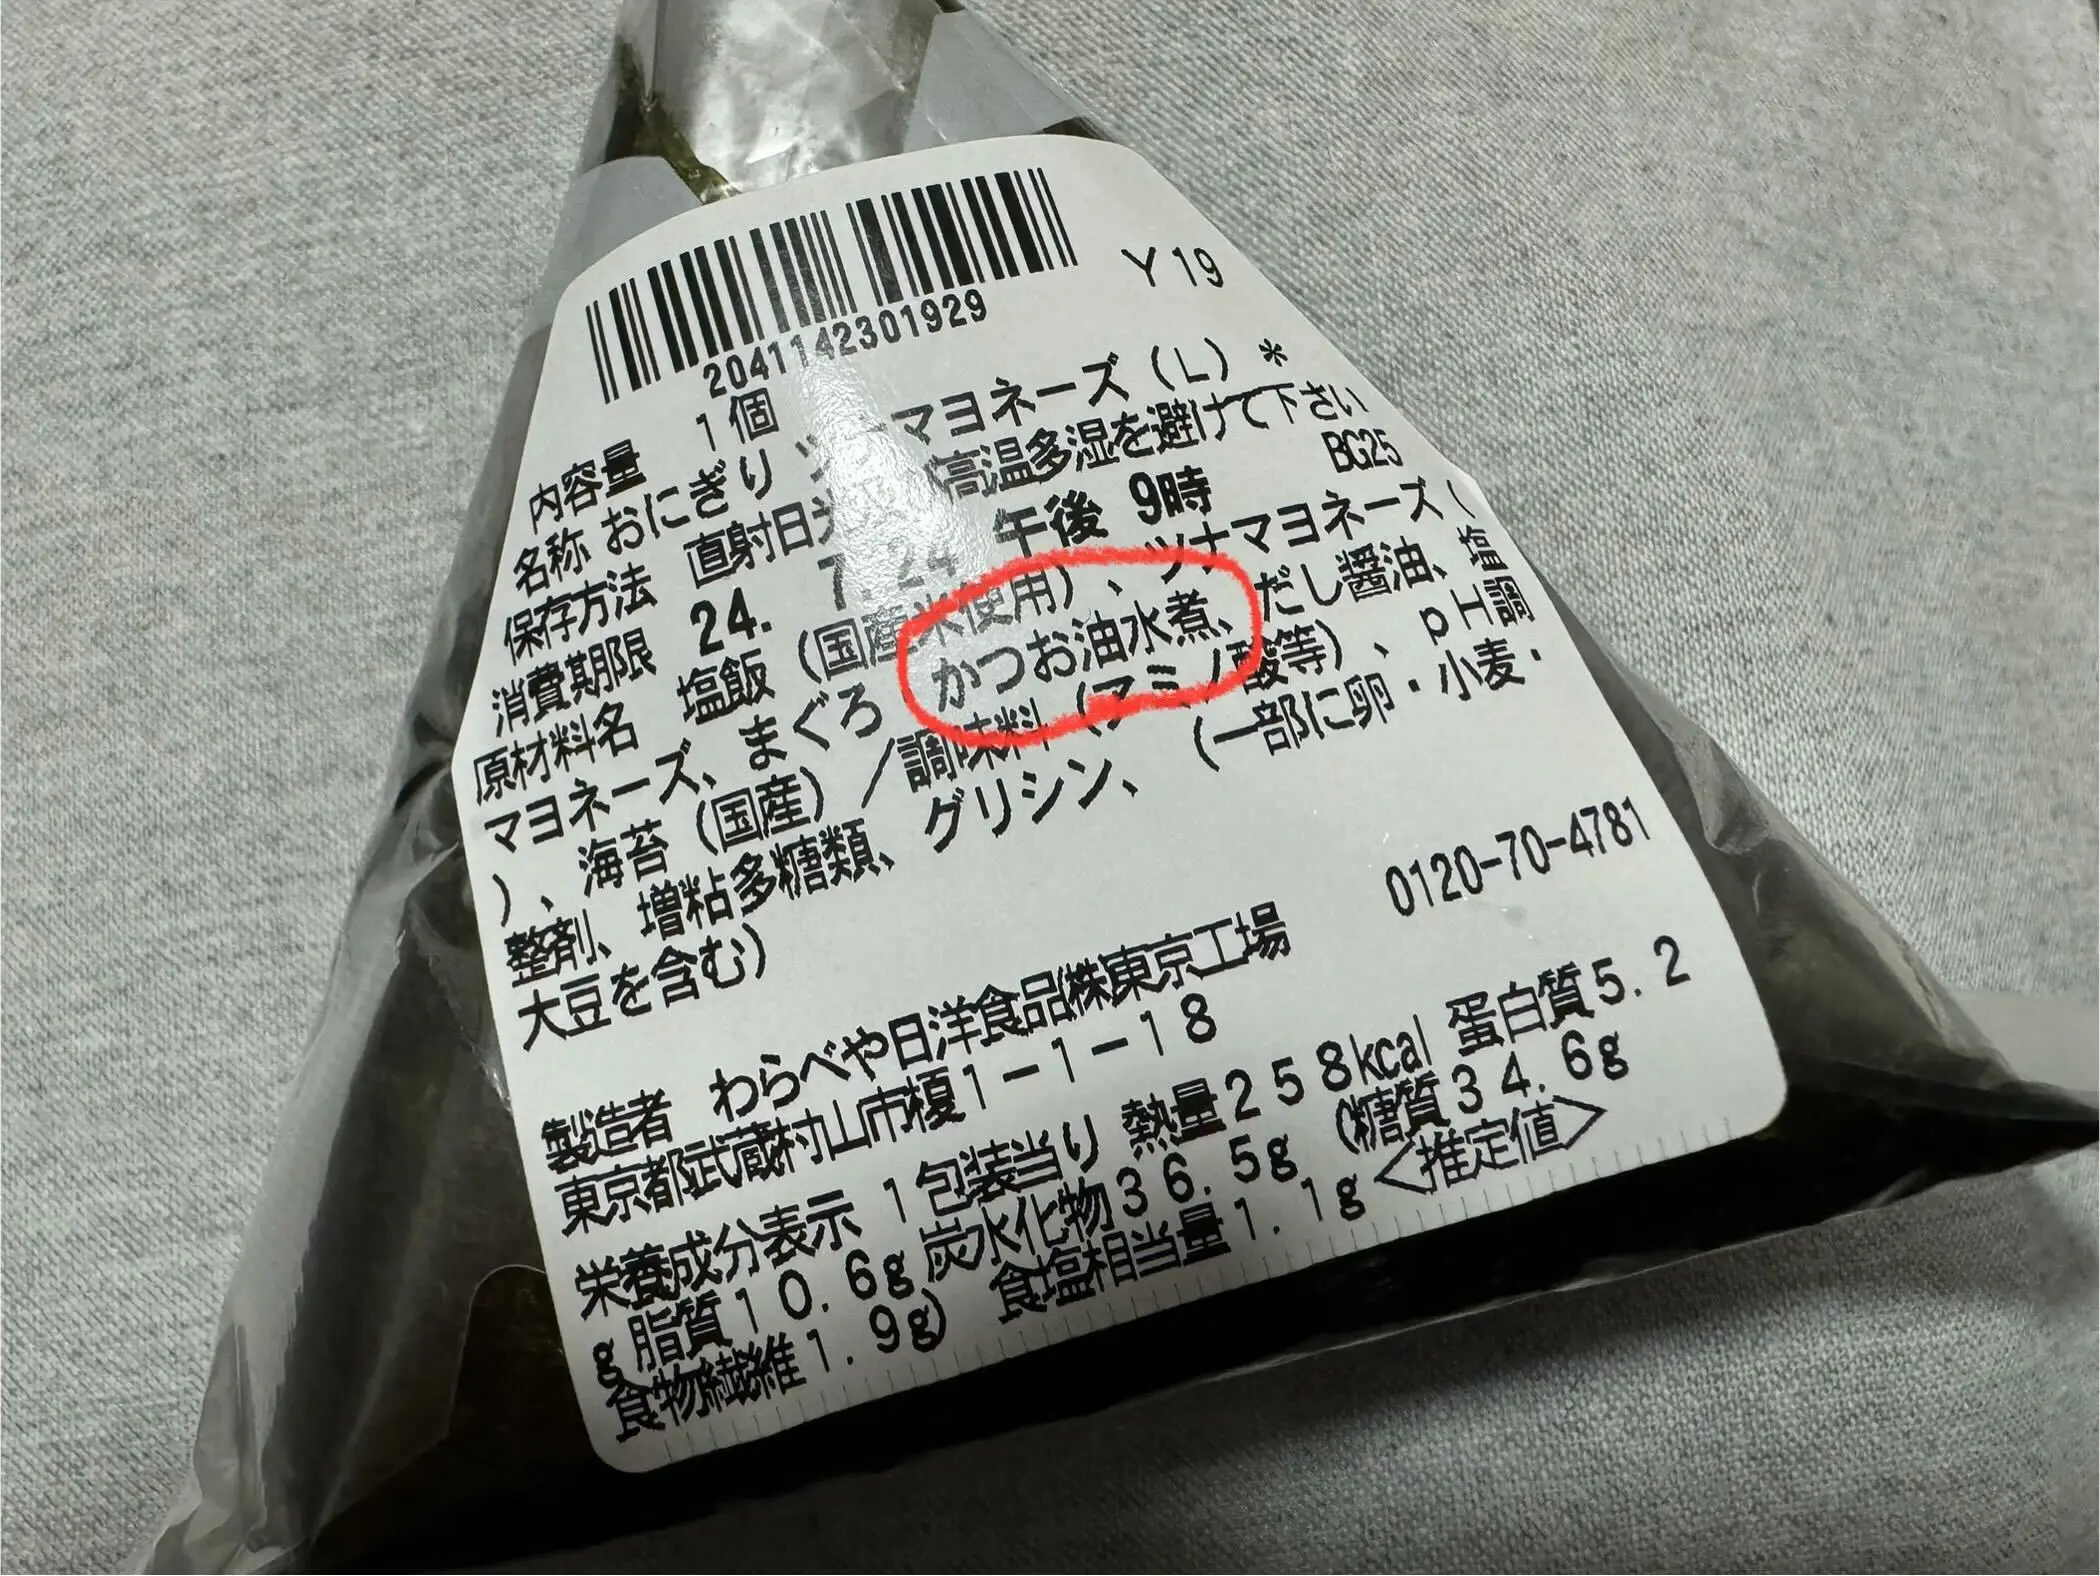 Y19
2041142301929
内容量 1個
名称 おにぎり ツナマヨネーズ(L)*
保存方法 直射日光 高温多湿を避けて下さい
BG25
消費期限 24. 7. 24 午後 9時
原材料名 塩飯(国産米使用)、ツナマヨネーズ(
マヨネーズ、まぐろ かつお油水煮、だし醤油、塩
)、海苔(国産)/調味料(アミノ酸等)、pH調
整剤、増粘多糖類、グリシン、(一部に卵・小麦・
大豆を含む)
0120-70-4781
製造者 わらべや日洋食品(株)東京工場
東京都武蔵村山市榎1-1-18
栄養成分表示 1包装当り 熱量258kcal 蛋白質5.2
g 脂質10.6g 炭水化物36.5g (糖質34.6g
食物繊維1.9g) 食塩相当量1.1g <推定値>